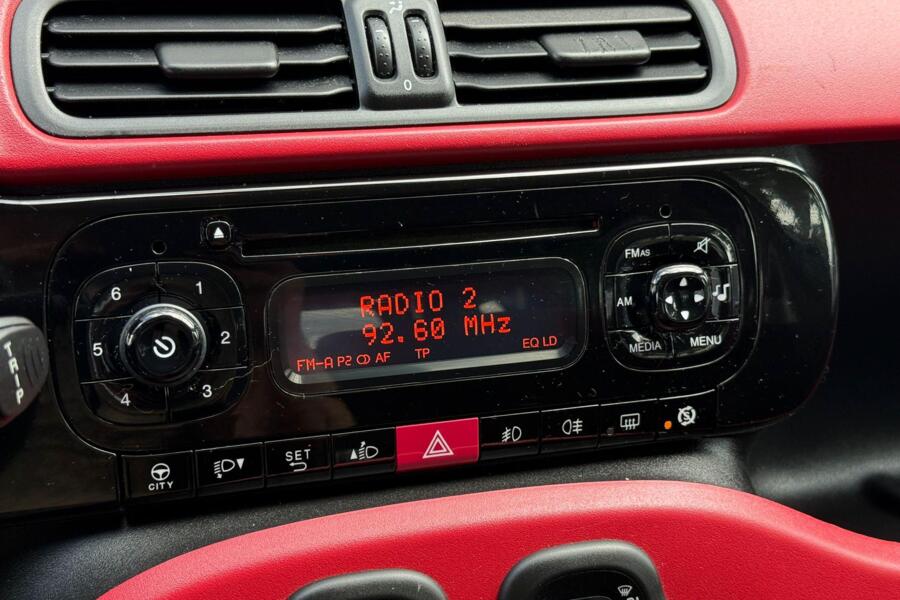 0
6 1
5 2
4 3
RADIO 2
92.60 MHz
FM-A P2 AF TP EQ LD
FMAS
AM
MEDIA MENU
TRIP
CITY
SET